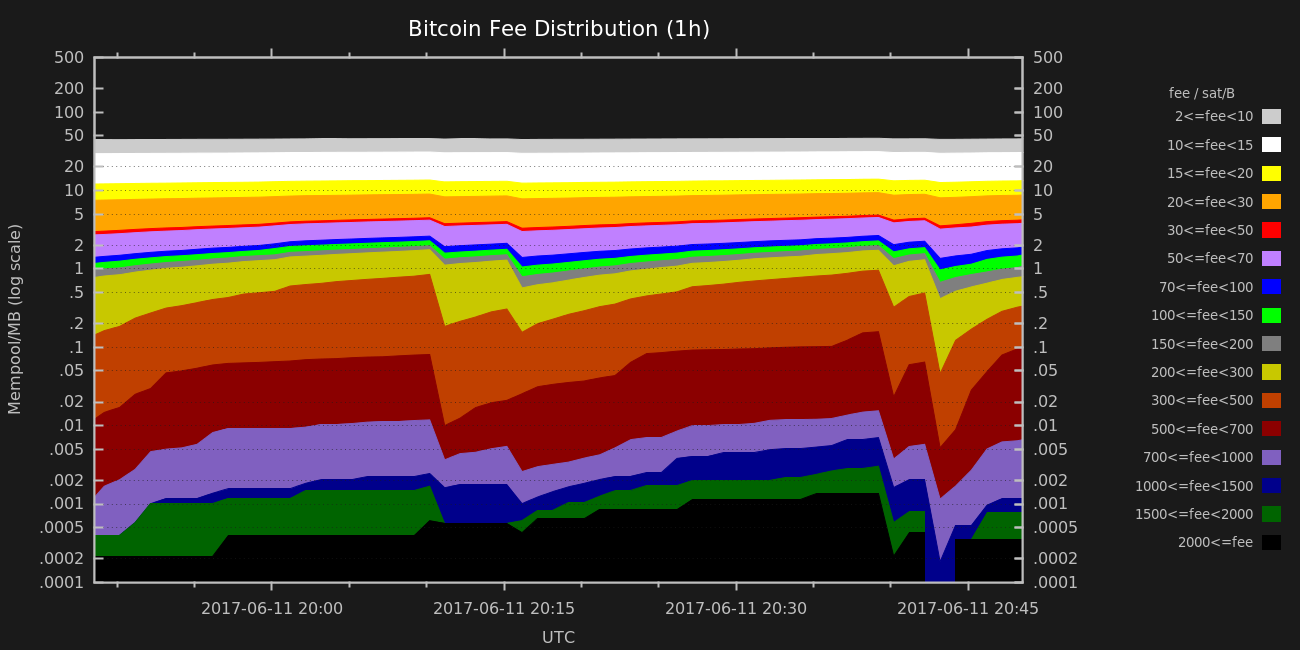 Bitcoin Fee Distribution (1h)
500
200
100
50
20
10
5
2
1
.5
.2
.1
.05
.02
.01
.005
.002
.001
.0005
.0002
.0001
Mempool/MB (log scale)
500
200
100
50
20
10
5
2
1
.5
.2
.1
.05
.02
.01
.005
.002
.001
.0005
.0002
.0001
2017-06-11 20:00
2017-06-11 20:15
2017-06-11 20:30
2017-06-11 20:45
UTC
fee / sat/B
2<=fee<10
10<=fee<15
15<=fee<20
20<=fee<30
30<=fee<50
50<=fee<70
70<=fee<100
100<=fee<150
150<=fee<200
200<=fee<300
300<=fee<500
500<=fee<700
700<=fee<1000
1000<=fee<1500
1500<=fee<2000
2000<=fee